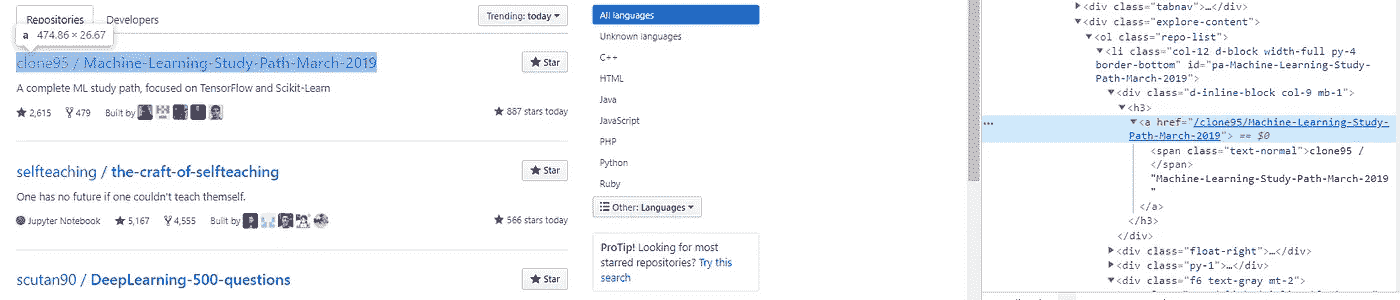 Repositories Developers Trending: today
a 474.86 × 26.67
clone95 / Machine-Learning-Study-Path-March-2019 Star
A complete ML study path, focused on TensorFlow and Scikit-Learn
2,615 479 Built by 887 stars today
selfteaching / the-craft-of-selfteaching Star
One has no future if one couldn't teach themself.
Jupyter Notebook 5,167 4,555 Built by 566 stars today
scutan90 / DeepLearning-500-questions Star
All languages
Unknown languages
C++
HTML
Java
JavaScript
PHP
Python
Ruby
Other: Languages
ProTip! Looking for most
starred repositories? Try this
search
<div class="tabnav">…</div>
<div class="explore-content">
<ol class="repo-list">
<li class="col-12 d-block width-full py-4
border-bottom" id="pa-Machine-Learning-Study-
Path-March-2019">
<div class="d-inline-block col-9 mb-1">
<h3>
… <a href="/clone95/Machine-Learning-Study-
Path-March-2019"> == $0
<span class="text-normal">clone95 /
</span>
"Machine-Learning-Study-Path-March-2019
"
</a>
</h3>
</div>
<div class="float-right">…</div>
<div class="py-1">…</div>
<div class="f6 text-gray mt-2">